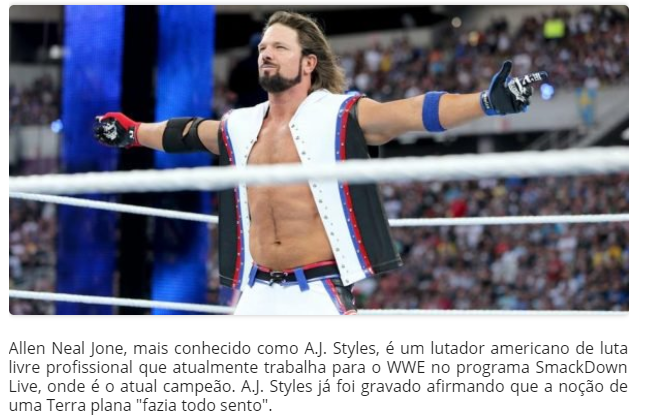 Allen Neal Jone, mais conhecido como A.J. Styles, é um lutador americano de luta
livre profissional que atualmente trabalha para o WWE no programa SmackDown
Live, onde é o atual campeão. A.J. Styles já foi gravado afirmando que a noção de
uma Terra plana "fazia todo sento".